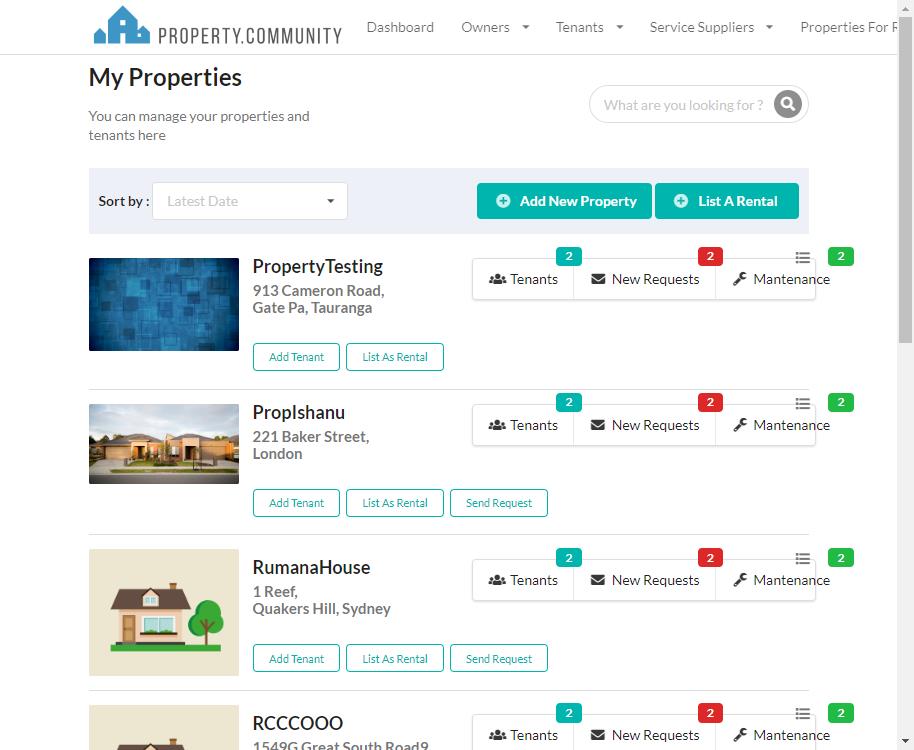 PROPERTY.COMMUNITY
Dashboard Owners Tenants Service Suppliers Properties For R
My Properties
You can manage your properties and
tenants here
What are you looking for ?
Sort by : Latest Date
Add New Property List A Rental
PropertyTesting
913 Cameron Road,
Gate Pa, Tauranga
2 2 2
Tenants New Requests Mantenance
Add Tenant List As Rental
PropIshanu
221 Baker Street,
London
2 2 2
Tenants New Requests Mantenance
Add Tenant List As Rental Send Request
RumanaHouse
1 Reef,
Quakers Hill, Sydney
2 2 2
Tenants New Requests Mantenance
Add Tenant List As Rental Send Request
RCCCOOO
1549G Great South Road9
2 2 2
Tenants New Requests Mantenance